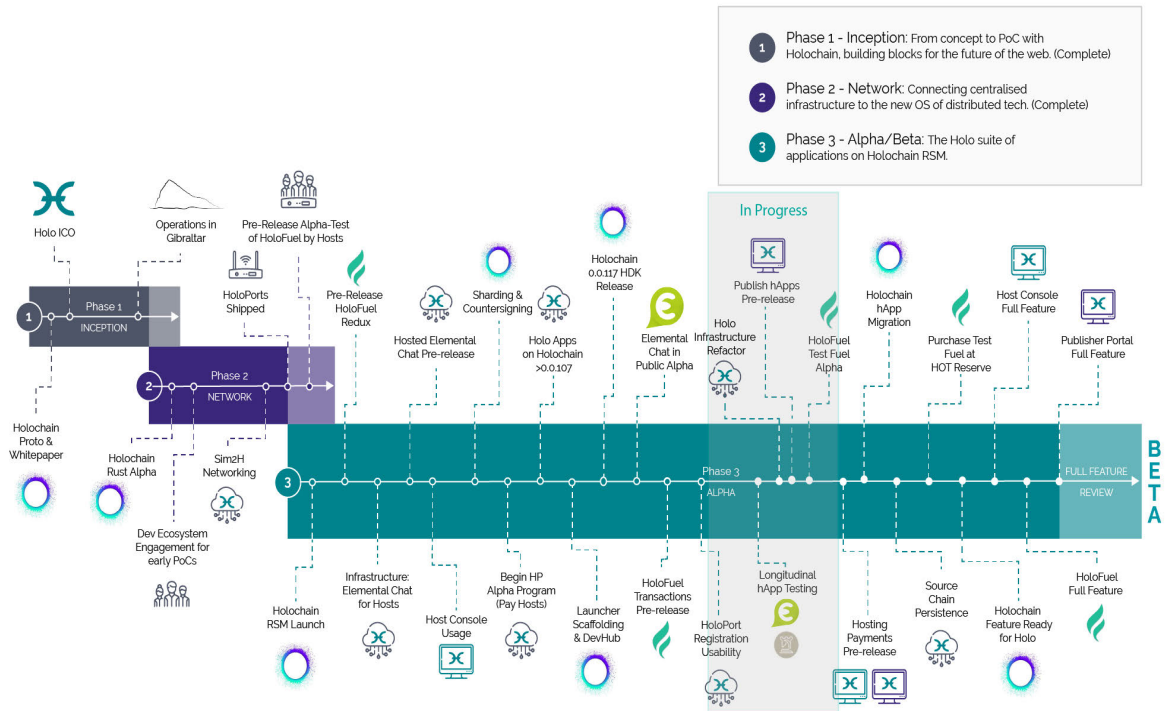 1
Phase 1 - Inception: From concept to PoC with
Holochain, building blocks for the future of the web. (Complete)
2
Phase 2 - Network: Connecting centralised
infrastructure to the new OS of distributed tech. (Complete)
3
Phase 3 - Alpha/Beta: The Holo suite of
applications on Holochain RSM.
In Progress
Holo ICO
Operations in
Gibraltar
Pre-Release Alpha-Test
of HoloFuel by Hosts
HoloPorts
Shipped
Pre-Release
HoloFuel
Redux
Hosted Elemental
Chat Pre-release
Sharding &
Countersigning
Holo Apps
on Holochain
>0.0.107
Holochain
0.0.117 HDK
Release
Elemental
Chat in
Public Alpha
Holo
Infrastructure
Refactor
Publish hApps
Pre-release
HoloFuel
Test Fuel
Alpha
Holochain
hApp
Migration
Purchase Test
Fuel at
HOT Reserve
Host Console
Full Feature
Publisher Portal
Full Feature
1
Phase 1
INCEPTION
2
Phase 2
NETWORK
3
Phase 3
ALPHA
FULL FEATURE
REVIEW
BETA
Holochain
Proto &
Whitepaper
Holochain
Rust Alpha
Dev Ecosystem
Engagement for
early PoCs
Sim2H
Networking
Holochain
RSM Launch
Infrastructure:
Elemental Chat
for Hosts
Host Console
Usage
Begin HP
Alpha Program
(Pay Hosts)
Launcher
Scaffolding
& DevHub
HoloFuel
Transactions
Pre-release
HoloPort
Registration
Usability
Longitudinal
hApp Testing
Hosting
Payments
Pre-release
Source
Chain
Persistence
Holochain
Feature Ready
for Holo
HoloFuel
Full Feature